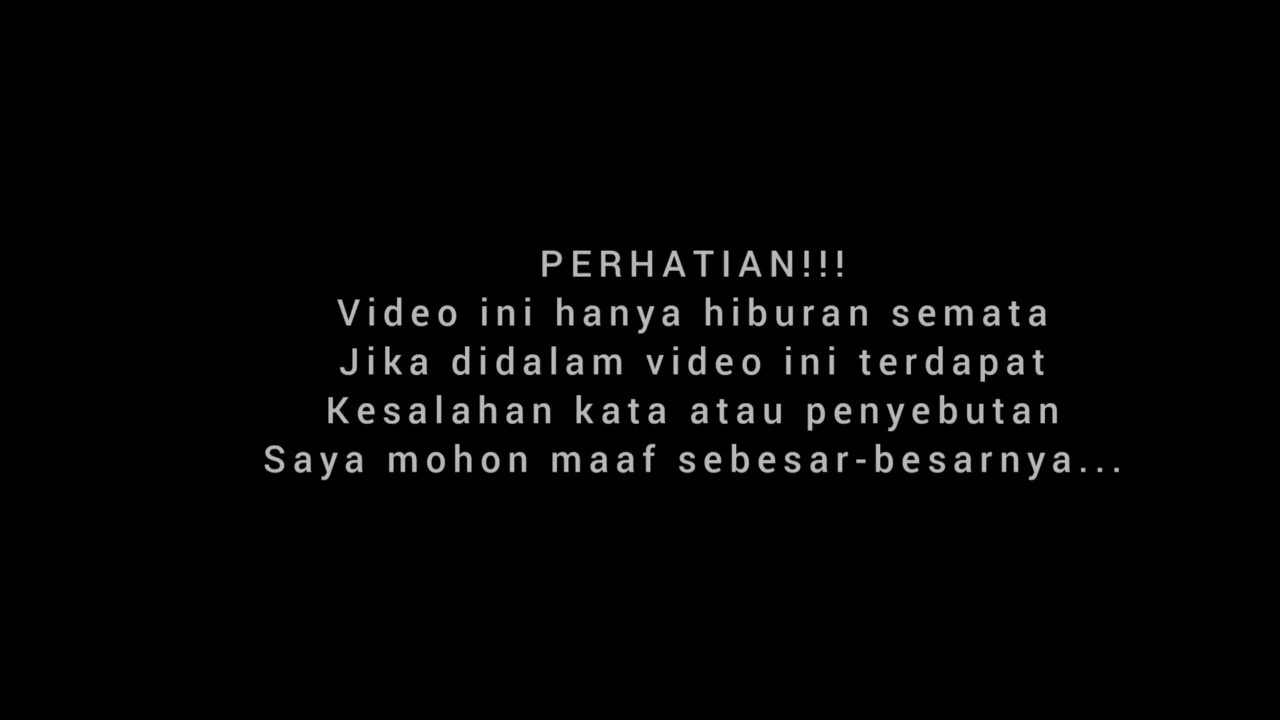 PERHATIAN!!!
Video ini hanya hiburan semata
Jika didalam video ini terdapat
Kesalahan kata atau penyebutan
Saya mohon maaf sebesar-besarnya...